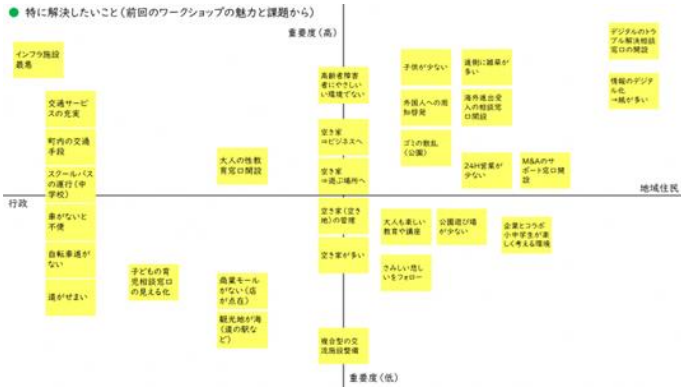 ● 特に解決したいこと（前回のワークショップの魅力と課題から）
重要度（高）
インフラ施設
最悪
交通サービ
スの充実
町内の交通
手段
スクールバス
の運行（中
学校）
大人の性教
育窓口開設
高齢者障害
者にやさしい
い環境でない
空き家
⇒ビジネスへ
空き家
⇒遊ぶ場所へ
子供が少ない
道側に雑草が
多い
外国人への周
知啓発
海外進出受
入の相談窓
口開設
ゴミの散乱
（公園）
24H営業が
少ない
M&Aのサ
ポート窓口開
設
デジタルのトラ
ブル解決相談
窓口の開設
情報のデジタ
ル化
⇒紙が多い
行政
地域住民
車がないと
不便
自転車道が
ない
道がせまい
子どもの育
児相談窓口
の見える化
商業モール
がない（店
が点在）
観光地が海
（道の駅な
ど）
空き家（空き
地）の管理
空き家が多い
複合型の交
流施設整備
大人も楽しい
教育や講座
公園遊び場
が少ない
企業とコラボ
小中学生が楽
しく考える環境
さみしい悲し
いをフォロー
重要度（低）